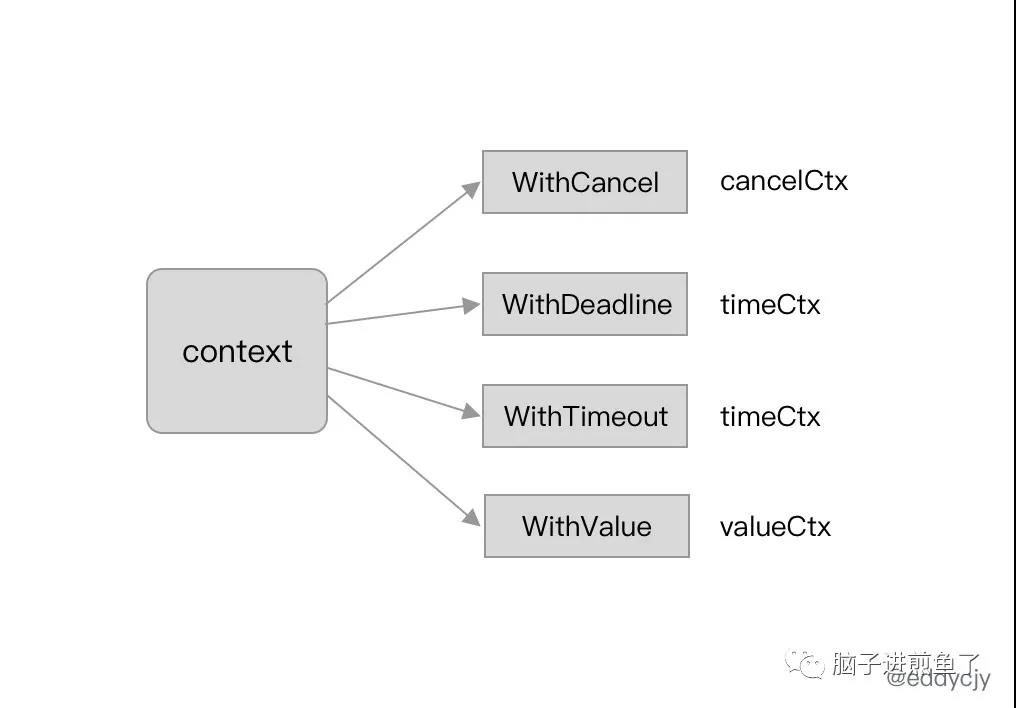 WithCancel cancelCtx
WithDeadline timeCtx
context
WithTimeout timeCtx
WithValue valueCtx
脑子进煎鱼了
@eddycjy